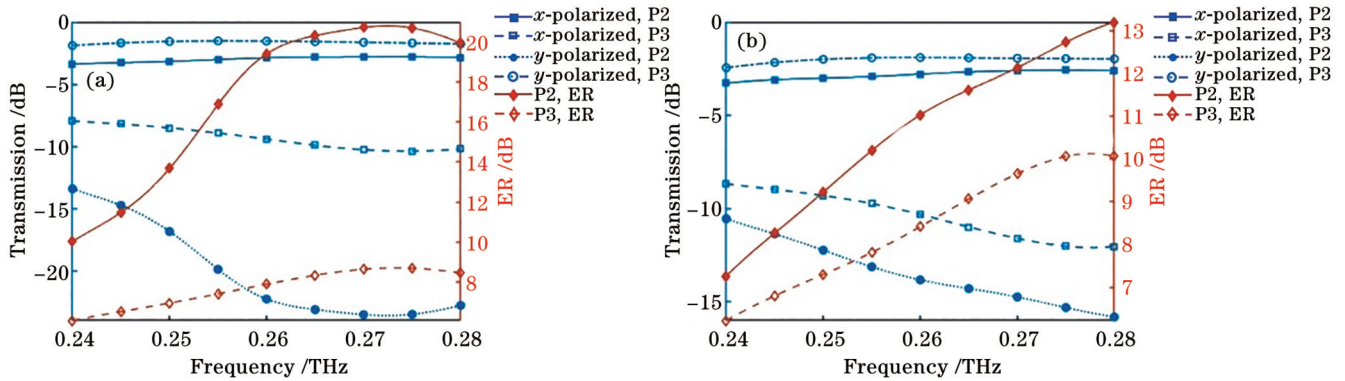 (a)
Transmission /dB
0
−5
−10
−15
−20
0.24 0.25 0.26 0.27 0.28
Frequency /THz
20
18
16
14
12
10
8
ER /dB
x-polarized, P2
x-polarized, P3
y-polarized, P2
y-polarized, P3
P2, ER
P3, ER
(b)
Transmission /dB
0
−5
−10
−15
0.24 0.25 0.26 0.27 0.28
Frequency /THz
13
12
11
10
9
8
7
ER /dB
x-polarized, P2
x-polarized, P3
y-polarized, P2
y-polarized, P3
P2, ER
P3, ER